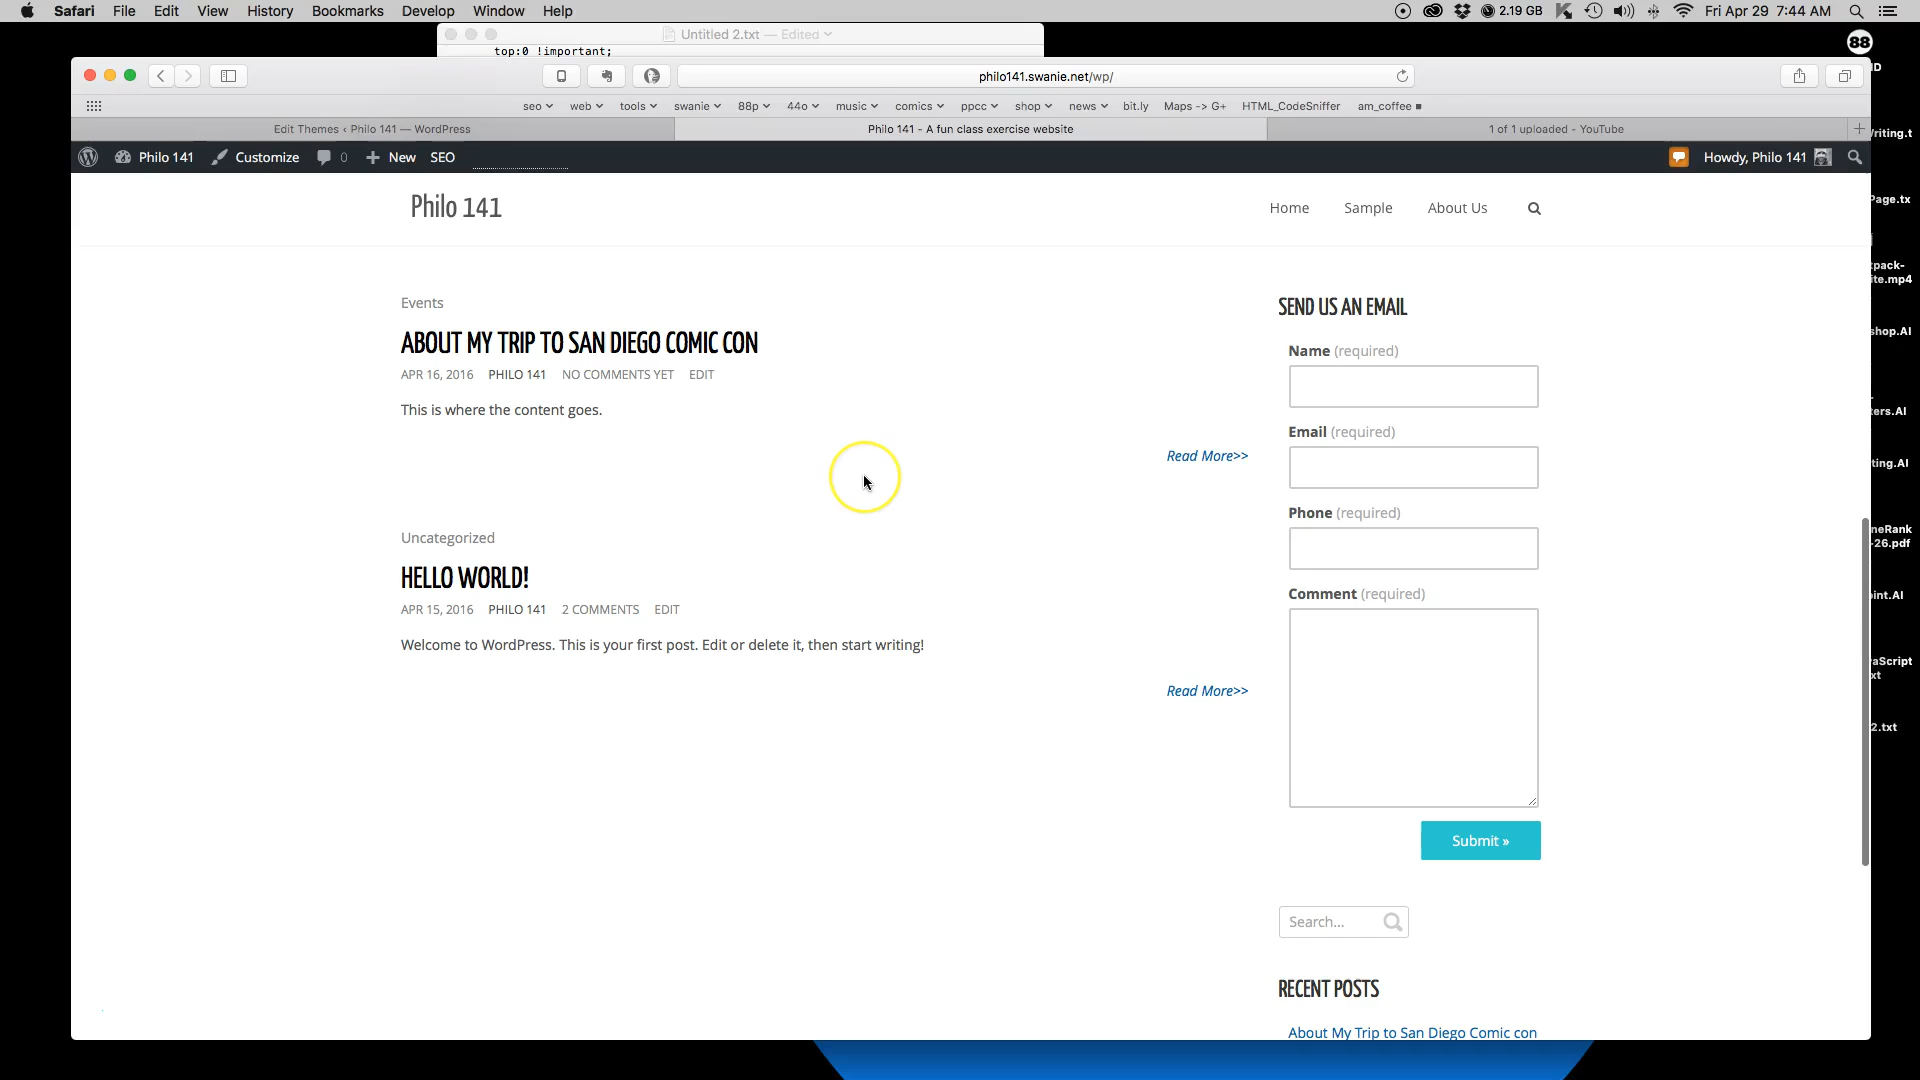 Safari File Edit View History Bookmarks Develop Window Help 2.19 GB Fri Apr 29 7:44 AM
Untitled 2.txt — Edited
top:0 !important;
88
philo141.swanie.net/wp/
seo web tools swanie 88p 44o music comics ppcc shop news bit.ly Maps -> G+ HTML_CodeSniffer am_coffee
Edit Themes ‹ Philo 141 — WordPress Philo 141 - A fun class exercise website 1 of 1 uploaded - YouTube
Philo 141 Customize 0 New SEO Howdy, Philo 141
Philo 141
Home Sample About Us
Events
ABOUT MY TRIP TO SAN DIEGO COMIC CON
APR 16, 2016 PHILO 141 NO COMMENTS YET EDIT
This is where the content goes.
Read More>>
Uncategorized
HELLO WORLD!
APR 15, 2016 PHILO 141 2 COMMENTS EDIT
Welcome to WordPress. This is your first post. Edit or delete it, then start writing!
Read More>>
SEND US AN EMAIL
Name (required)
Email (required)
Phone (required)
Comment (required)
Submit »
Search...
RECENT POSTS
About My Trip to San Diego Comic con